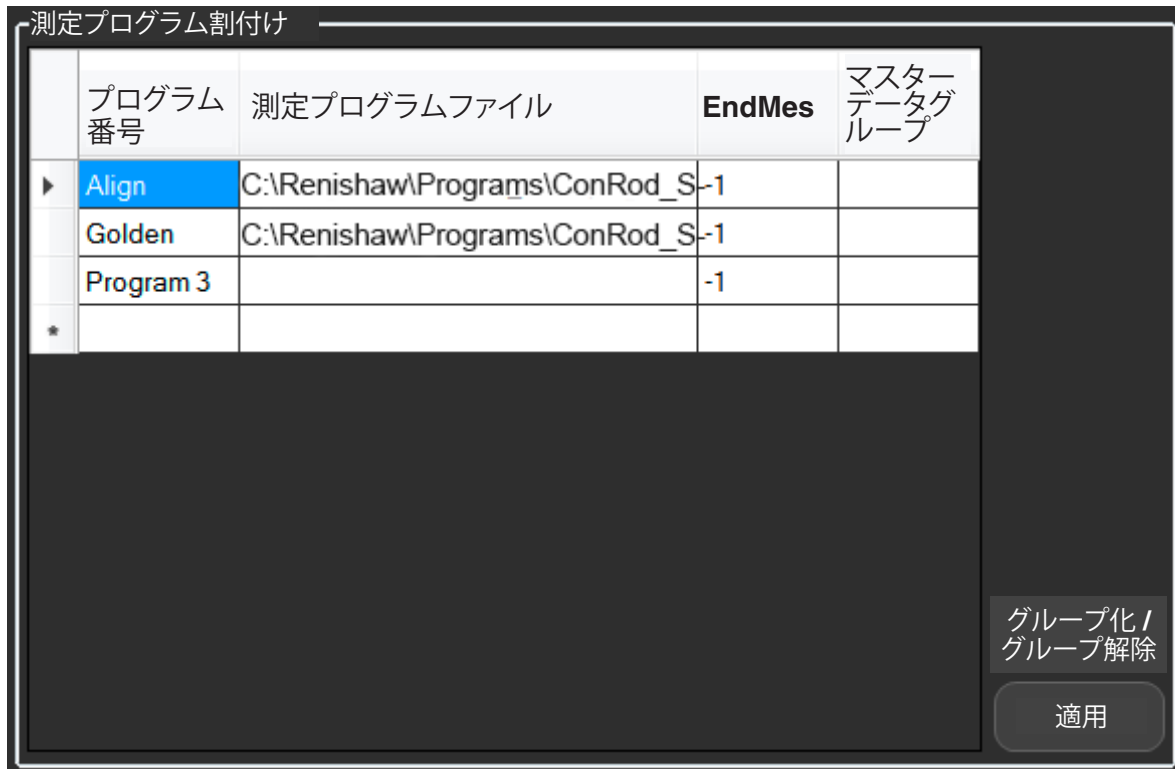 測定プログラム割付け
プログラム
番号
測定プログラムファイル
EndMes
マスター
データグ
ループ
Align C:\Renishaw\Programs\ConRod_S -1
Golden C:\Renishaw\Programs\ConRod_S -1
Program 3 -1
*
グループ化 /
グループ解除
適用